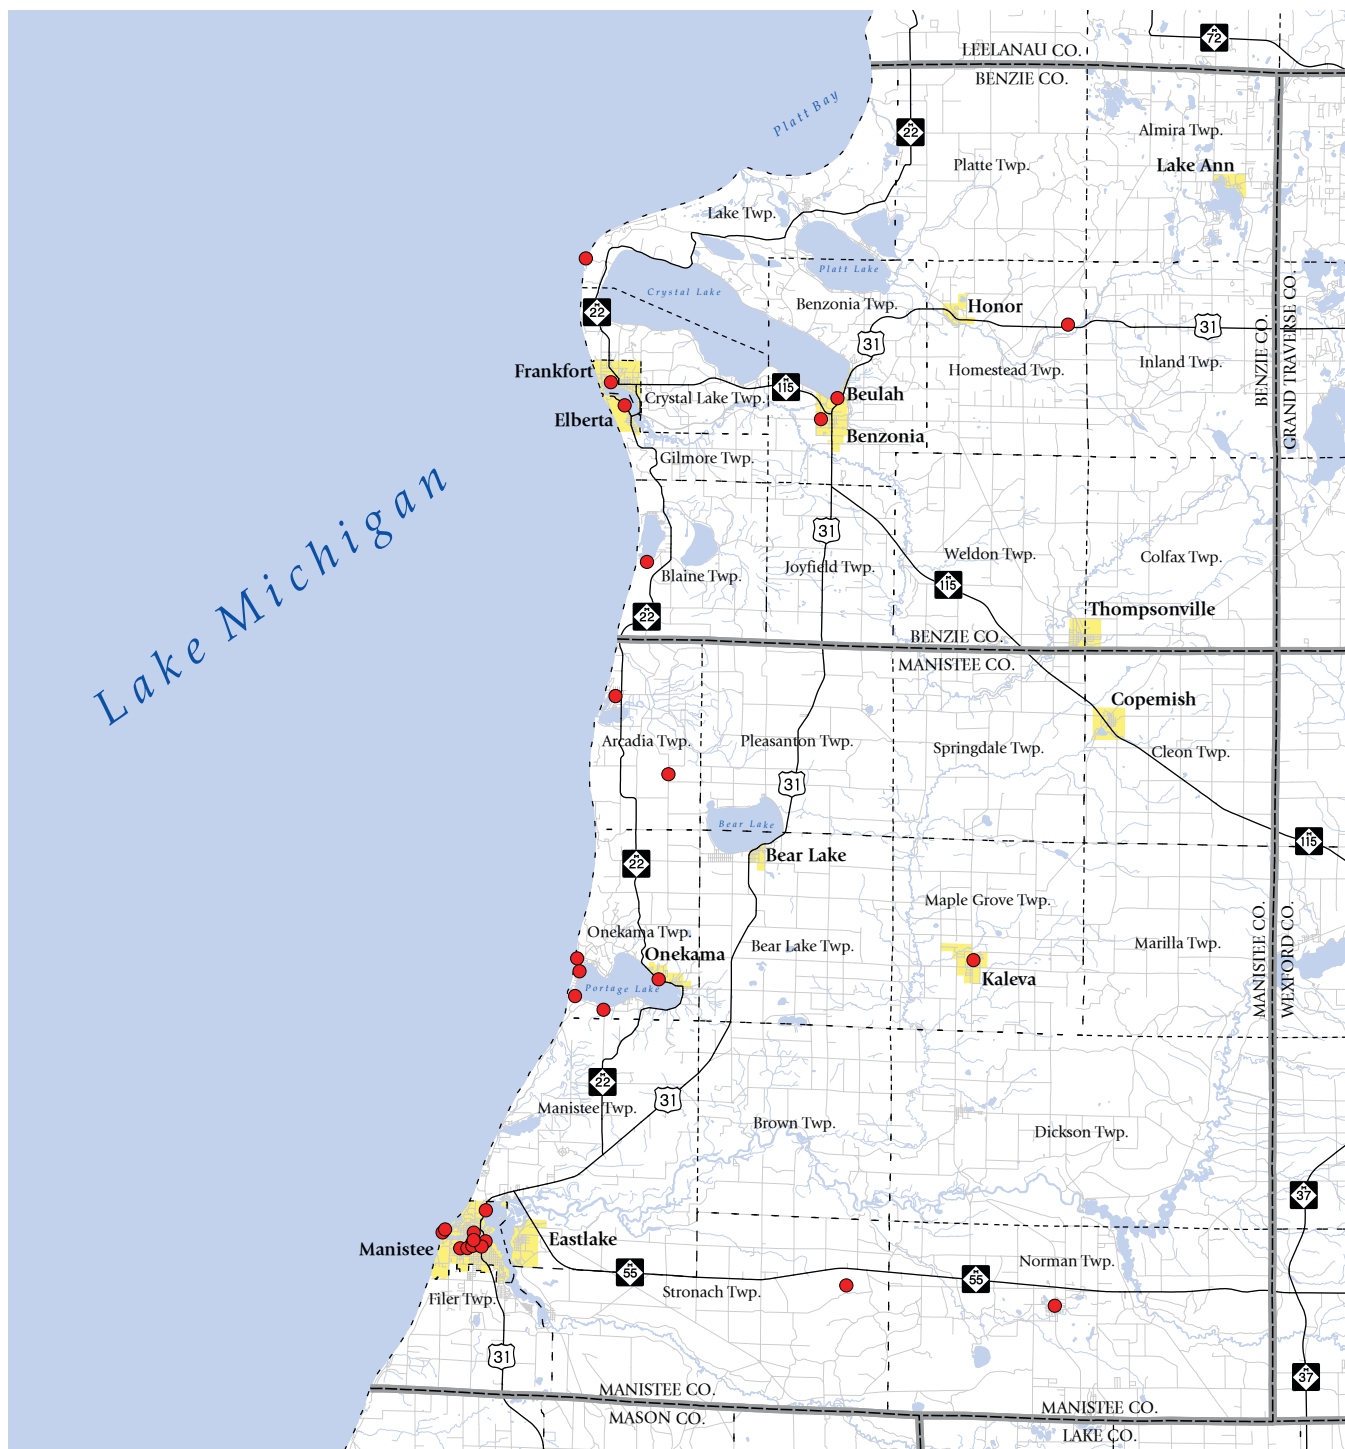 M
72
LEELANAU CO.
BENZIE CO.
Platt Bay
M
22
Almira Twp.
Platte Twp.
Lake Ann
Lake Twp.
Platt Lake
Crystal Lake
Benzonia Twp.
Honor
M
22
31
31
BENZIE CO.
GRAND TRAVERSE CO.
Inland Twp.
Homestead Twp.
Frankfort
M
115
Crystal Lake Twp.
Beulah
Elberta
Benzonia
Gilmore Twp.
Lake Michigan
31
Weldon Twp.
Colfax Twp.
Joyfield Twp.
Blaine Twp.
M
115
Thompsonville
M
22
BENZIE CO.
MANISTEE CO.
Copemish
Arcadia Twp.
Pleasanton Twp.
Springdale Twp.
Cleon Twp.
31
Bear Lake
M
115
Bear Lake
M
22
Maple Grove Twp.
MANISTEE CO.
WEXFORD CO.
Onekama Twp.
Bear Lake Twp.
Marilla Twp.
Onekama
Kaleva
Portage Lake
M
22
31
Manistee Twp.
Brown Twp.
Dickson Twp.
M
37
Manistee
Eastlake
Norman Twp.
M
55
M
55
Stronach Twp.
Filer Twp.
31
M
37
MANISTEE CO.
MASON CO.
MANISTEE CO.
LAKE CO.